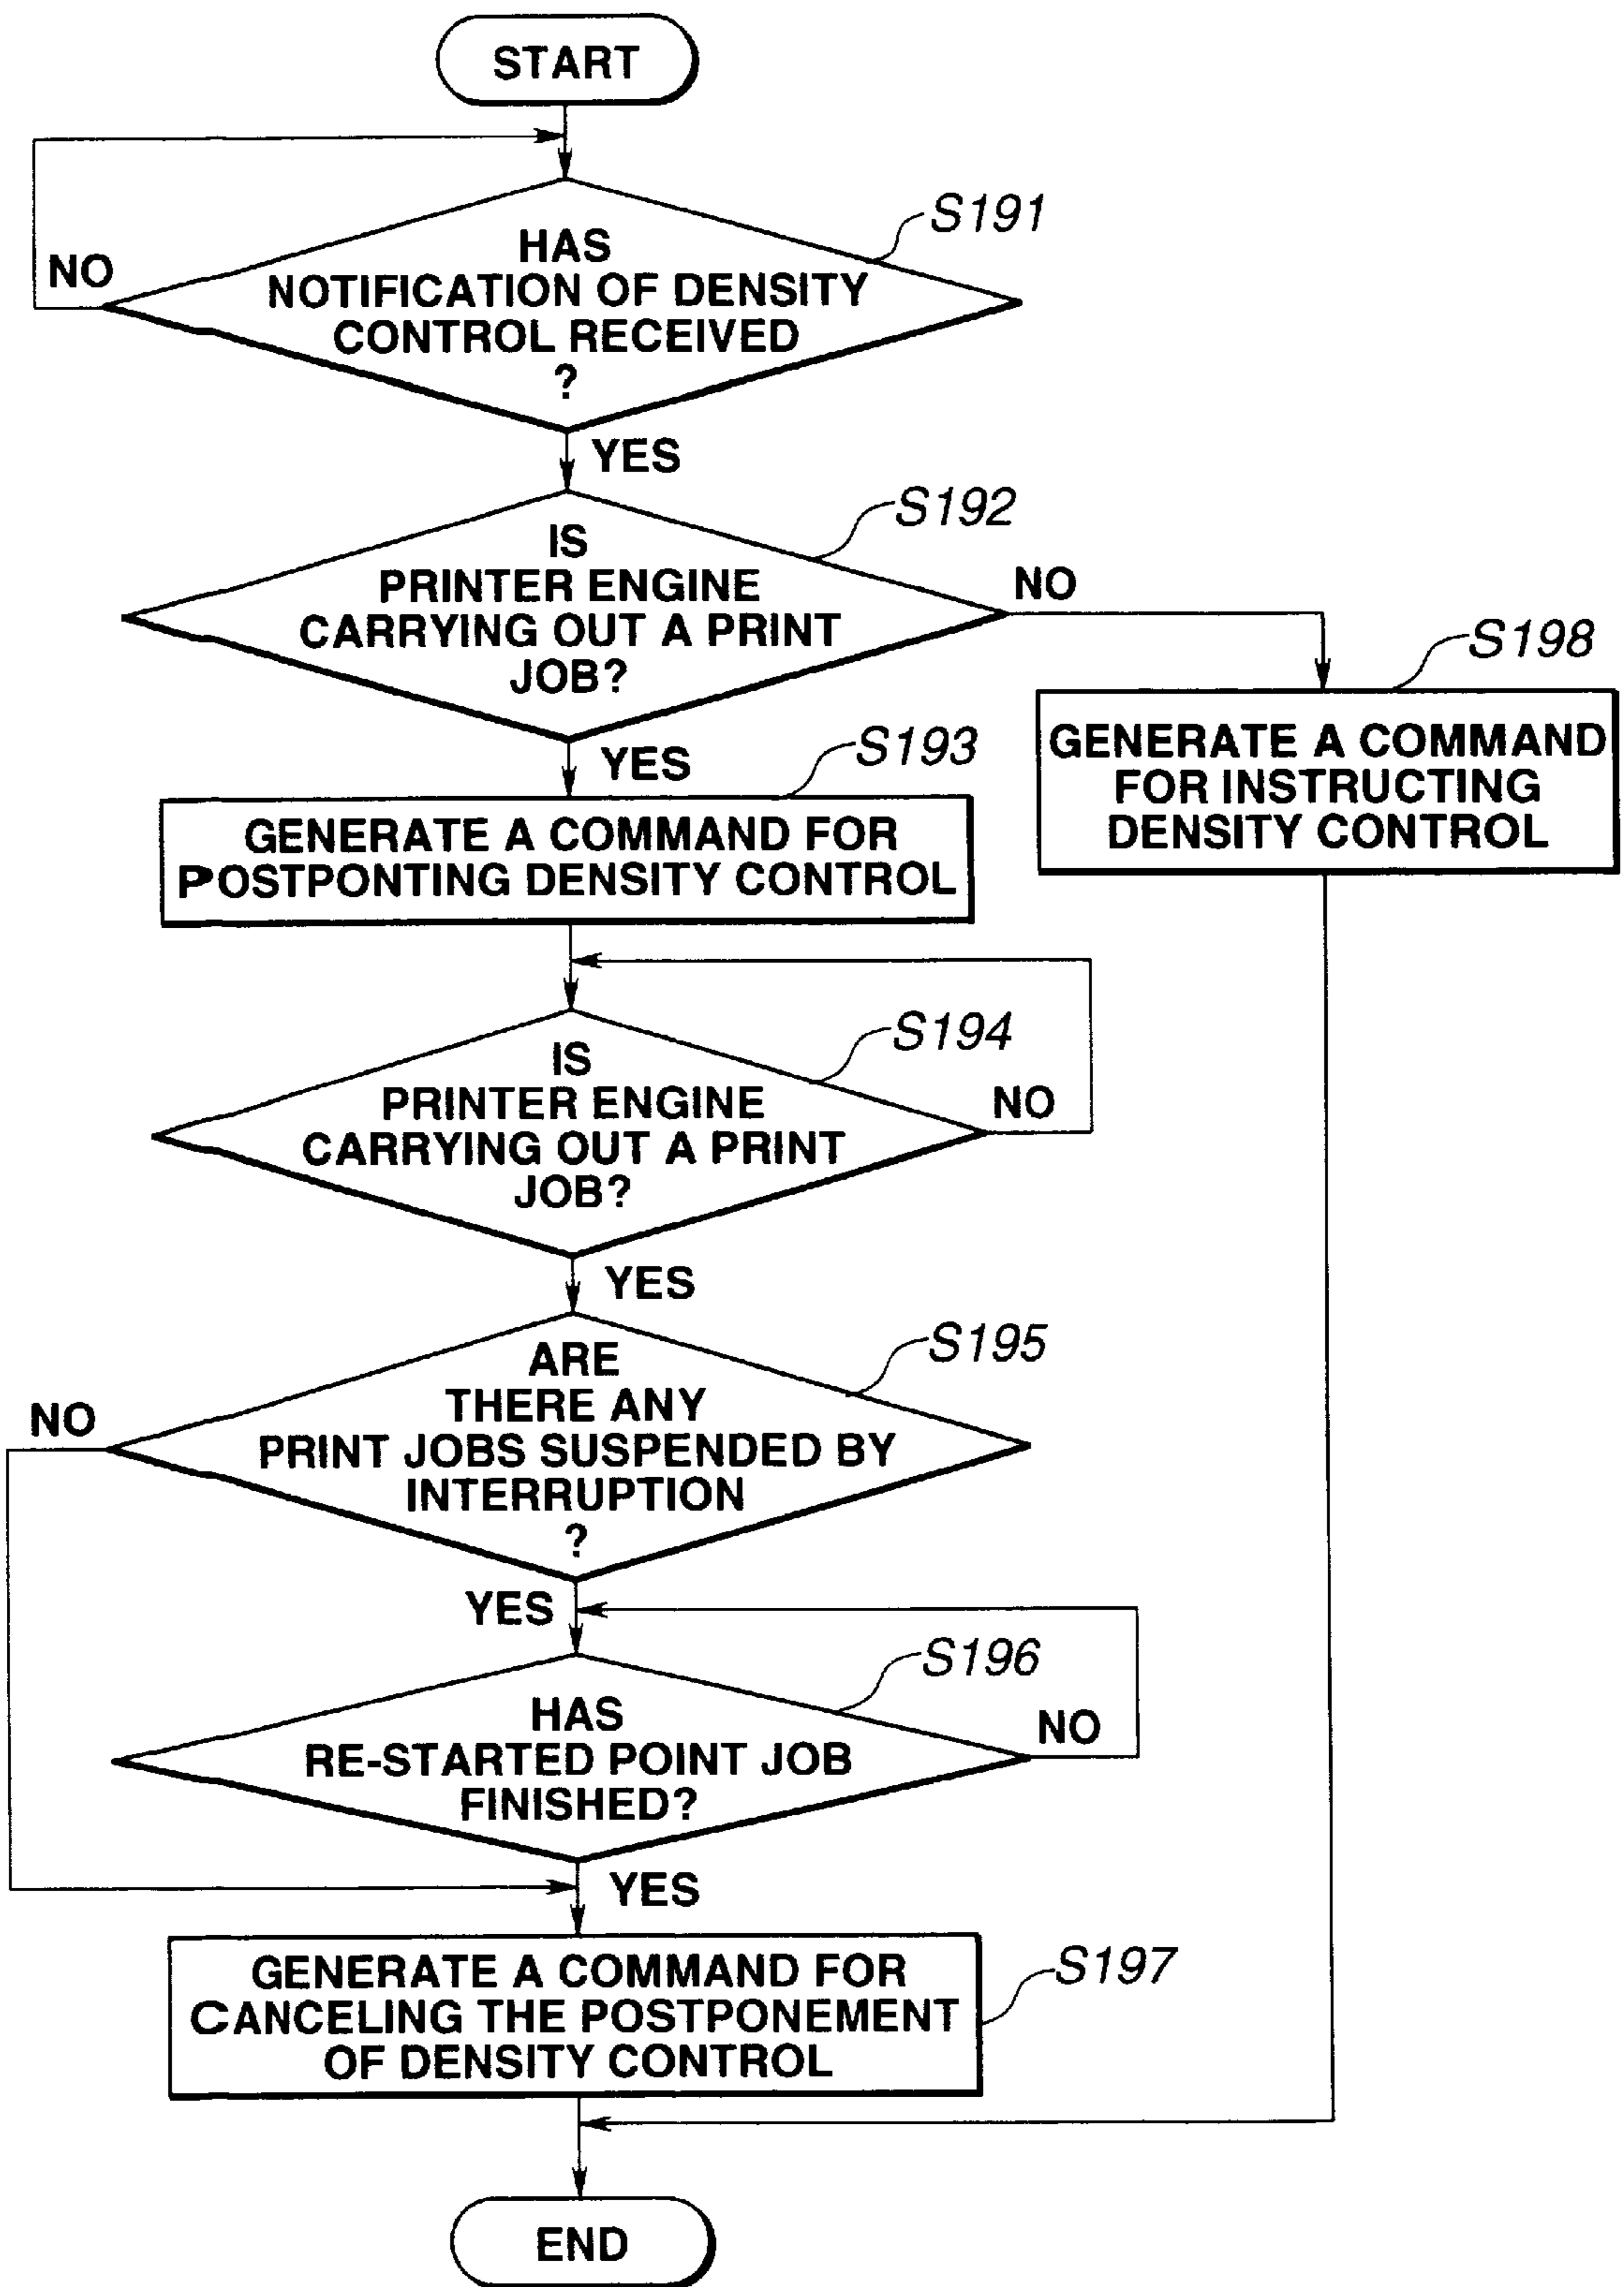 START
S191
HAS
NOTIFICATION OF DENSITY
CONTROL RECEIVED
?
NO
YES
S192
IS
PRINTER ENGINE
CARRYING OUT A PRINT
JOB?
NO
YES
S198
GENERATE A COMMAND
FOR INSTRUCTING
DENSITY CONTROL
S193
GENERATE A COMMAND FOR
POSTPONTING DENSITY CONTROL
S194
IS
PRINTER ENGINE
CARRYING OUT A PRINT
JOB?
NO
YES
S195
ARE
THERE ANY
PRINT JOBS SUSPENDED BY
INTERRUPTION
?
NO
YES
S196
HAS
RE-STARTED POINT JOB
FINISHED?
NO
YES
S197
GENERATE A COMMAND FOR
CANCELING THE POSTPONEMENT
OF DENSITY CONTROL
END